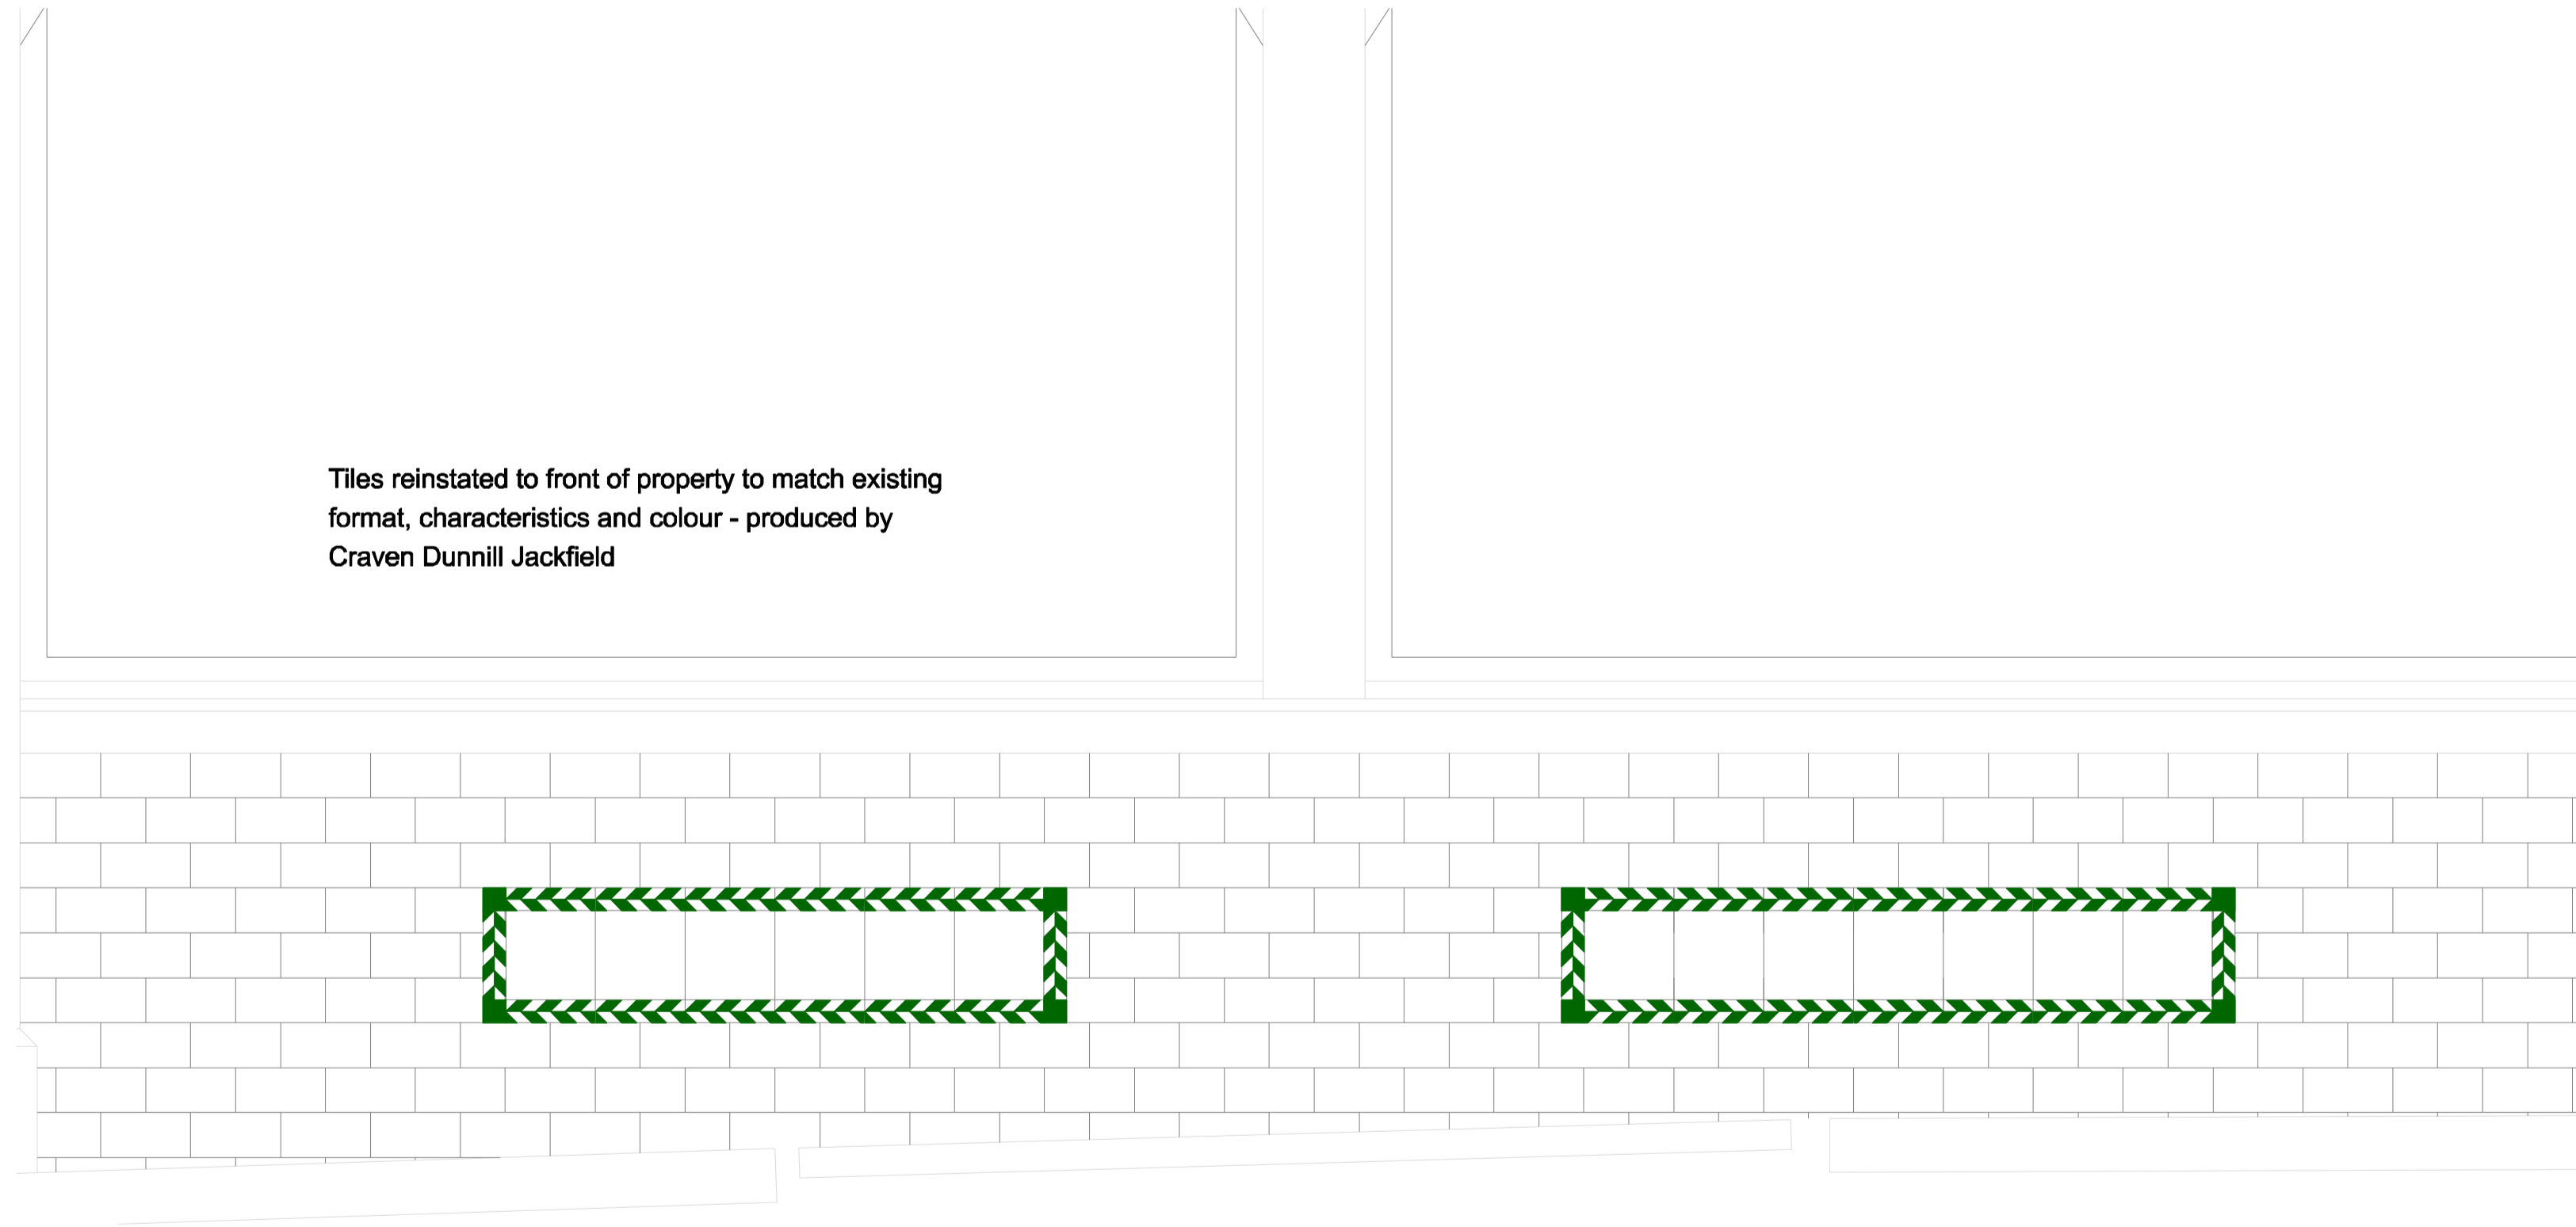 Tiles reinstated to front of property to match existing
format, characteristics and colour - produced by
Craven Dunnill Jackfield